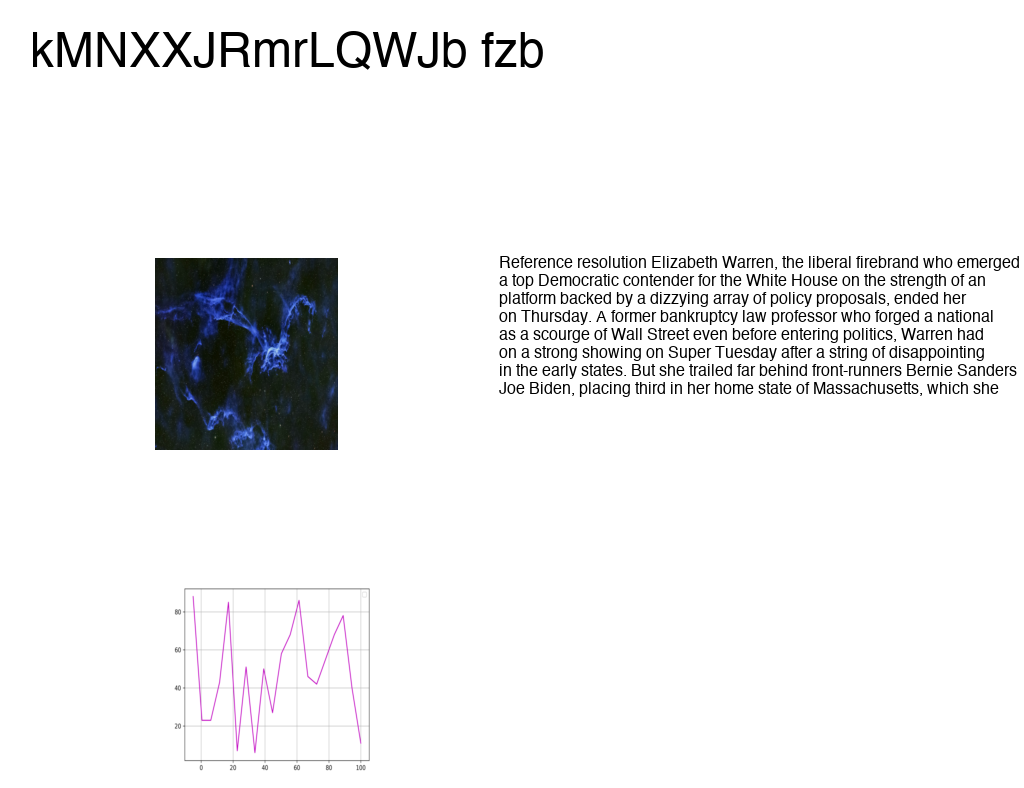 kMNXXJRmrLQWJb fzb
Reference resolution Elizabeth Warren, the liberal firebrand who emerged
a top Democratic contender for the White House on the strength of an
platform backed by a dizzying array of policy proposals, ended her
on Thursday. A former bankruptcy law professor who forged a national
as a scourge of Wall Street even before entering politics, Warren had
on a strong showing on Super Tuesday after a string of disappointing
in the early states. But she trailed far behind front-runners Bernie Sanders
Joe Biden, placing third in her home state of Massachusetts, which she
80
60
40
20
0 20 40 60 80 100